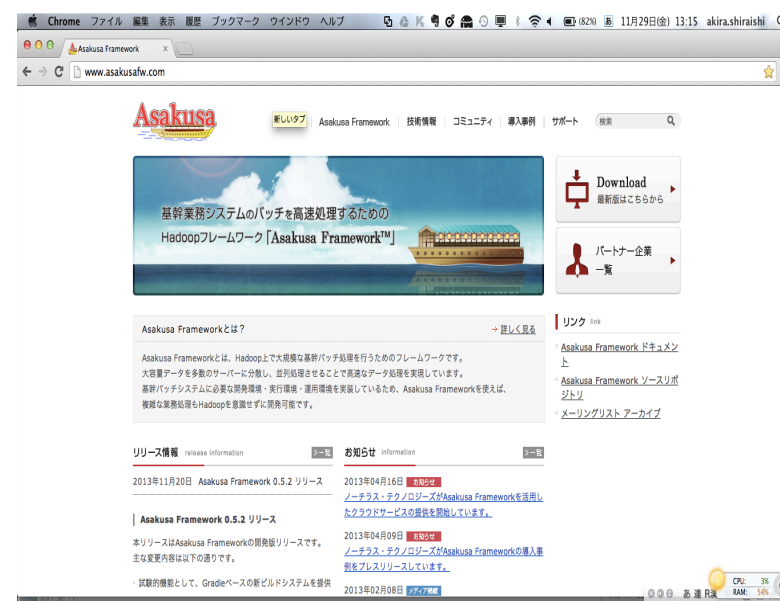 Chrome ファイル 編集 表示 履歴 ブックマーク ウインドウ ヘルプ (82%) あ 11月29日(金) 13:15 akira.shiraishi
Asakusa Framework ×
www.asakusafw.com
Asakusa
新しいタブ
Asakusa Framework 技術情報 コミュニティ 導入事例 サポート 検索
基幹業務システムのバッチを高速処理するための
Hadoopフレームワーク「Asakusa Framework™」
Download
最新版はこちらから
パートナー企業
一覧
Asakusa Frameworkとは？ → 詳しく見る
Asakusa Frameworkとは、Hadoop上で大規模な基幹バッチ処理を行うためのフレームワークです。
大容量データを多数のサーバーに分散し、並列処理させることで高速なデータ処理を実現しています。
基幹バッチシステムに必要な開発環境・実行環境・運用環境を実装しているため、Asakusa Frameworkを使えば、
複雑な業務処理もHadoopを意識せずに開発可能です。
リンク link
Asakusa Framework ドキュメン
ト
Asakusa Framework ソースリポ
ジトリ
メーリングリスト アーカイブ
リリース情報 release information 一覧
2013年11月20日 Asakusa Framework 0.5.2 リリース
Asakusa Framework 0.5.2 リリース
本リリースはAsakusa Frameworkの開発版リリースです。
主な変更内容は以下の通りです。
試験的機能として、Gradleベースの新ビルドシステムを提供
お知らせ information 一覧
2013年04月16日 お知らせ
ノーチラス・テクノロジーズがAsakusa Frameworkを活用し
たクラウドサービスの提供を開始しています。
2013年04月09日 お知らせ
ノーチラス・テクノロジーズがAsakusa Frameworkの導入事
例をプレスリリースしています。
2013年02月08日 メディア掲載
あ 連 R漢
CPU: 3%
RAM: 54%